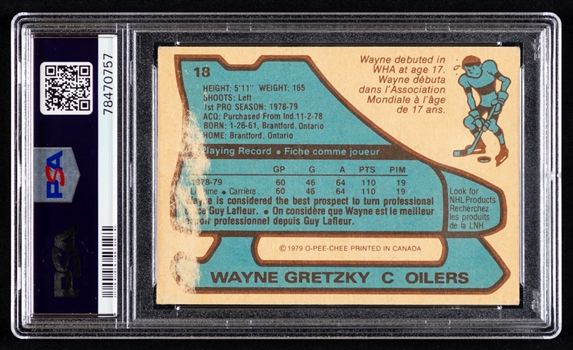 78470757
PSA
PSA
18
HEIGHT: 5'11" WEIGHT: 165
SHOOTS: Left
1st PRO SEASON: 1978-79
ACQ: Purchased From Ind.11-2-78
BORN: 1-26-61, Brantford, Ontario
HOME: Brantford, Ontario
Wayne debuted in
WHA at age 17.
Wayne débuta
dans l'Association
Mondiale à l'âge
de 17 ans.
Playing Record • Fiche comme joueur
GP G A PTS PIM
1978-79 60 46 64 110 19
Lifetime • Carrière 60 46 64 110 19
Wayne is considered the best prospect to turn professional
since Guy Lafleur. • On considère que Wayne est le meilleur
espoir professionnel depuis Guy Lafleur.
Look for
NHL Products
Recherchez
les produits
de la LNH
© 1979 O-PEE-CHEE PRINTED IN CANADA
WAYNE GRETZKY C OILERS